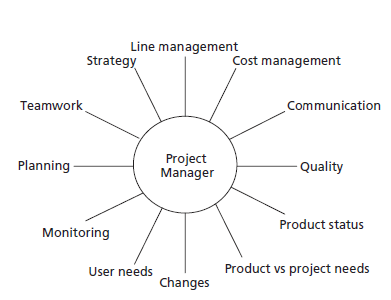 Line management
Strategy
Cost management
Teamwork
Communication
Project
Manager
Planning
Quality
Product status
Monitoring
Product vs project needs
User needs
Changes